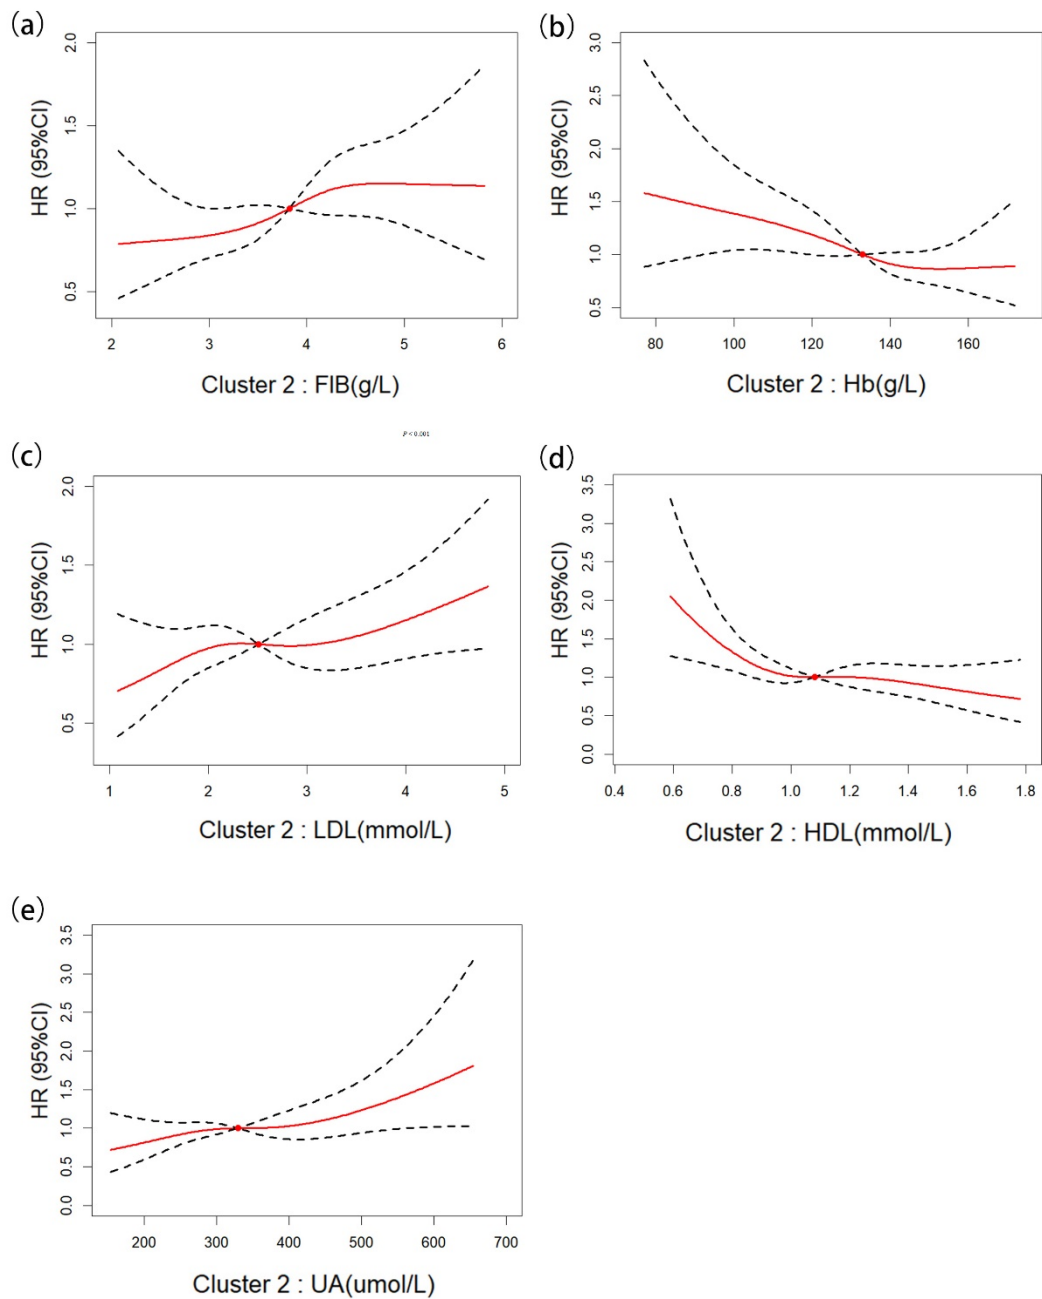 (a)
2.0
1.5
1.0
0.5
HR (95%CI)
2 3 4 5 6
Cluster 2 : FIB(g/L)
(b)
3.0
2.5
2.0
1.5
1.0
0.5
HR (95%CI)
80 100 120 140 160
Cluster 2 : Hb(g/L)
P < 0.001
(c)
2.0
1.5
1.0
0.5
HR (95%CI)
1 2 3 4 5
Cluster 2 : LDL(mmol/L)
(d)
3.5
3.0
2.5
2.0
1.5
1.0
0.5
0.0
HR (95%CI)
0.4 0.6 0.8 1.0 1.2 1.4 1.6 1.8
Cluster 2 : HDL(mmol/L)
(e)
3.5
3.0
2.5
2.0
1.5
1.0
0.5
0.0
HR (95%CI)
200 300 400 500 600 700
Cluster 2 : UA(umol/L)